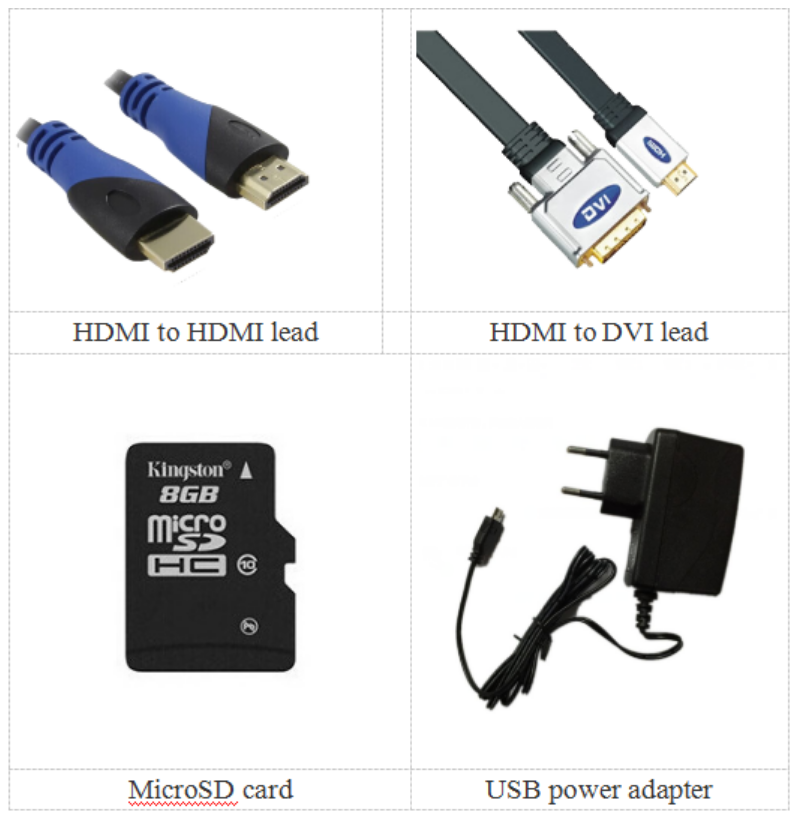 DVI
HDMI
HDMI to HDMI lead
HDMI to DVI lead
Kingston®
8GB
micro
SD
HC
10
MicroSD card
USB power adapter